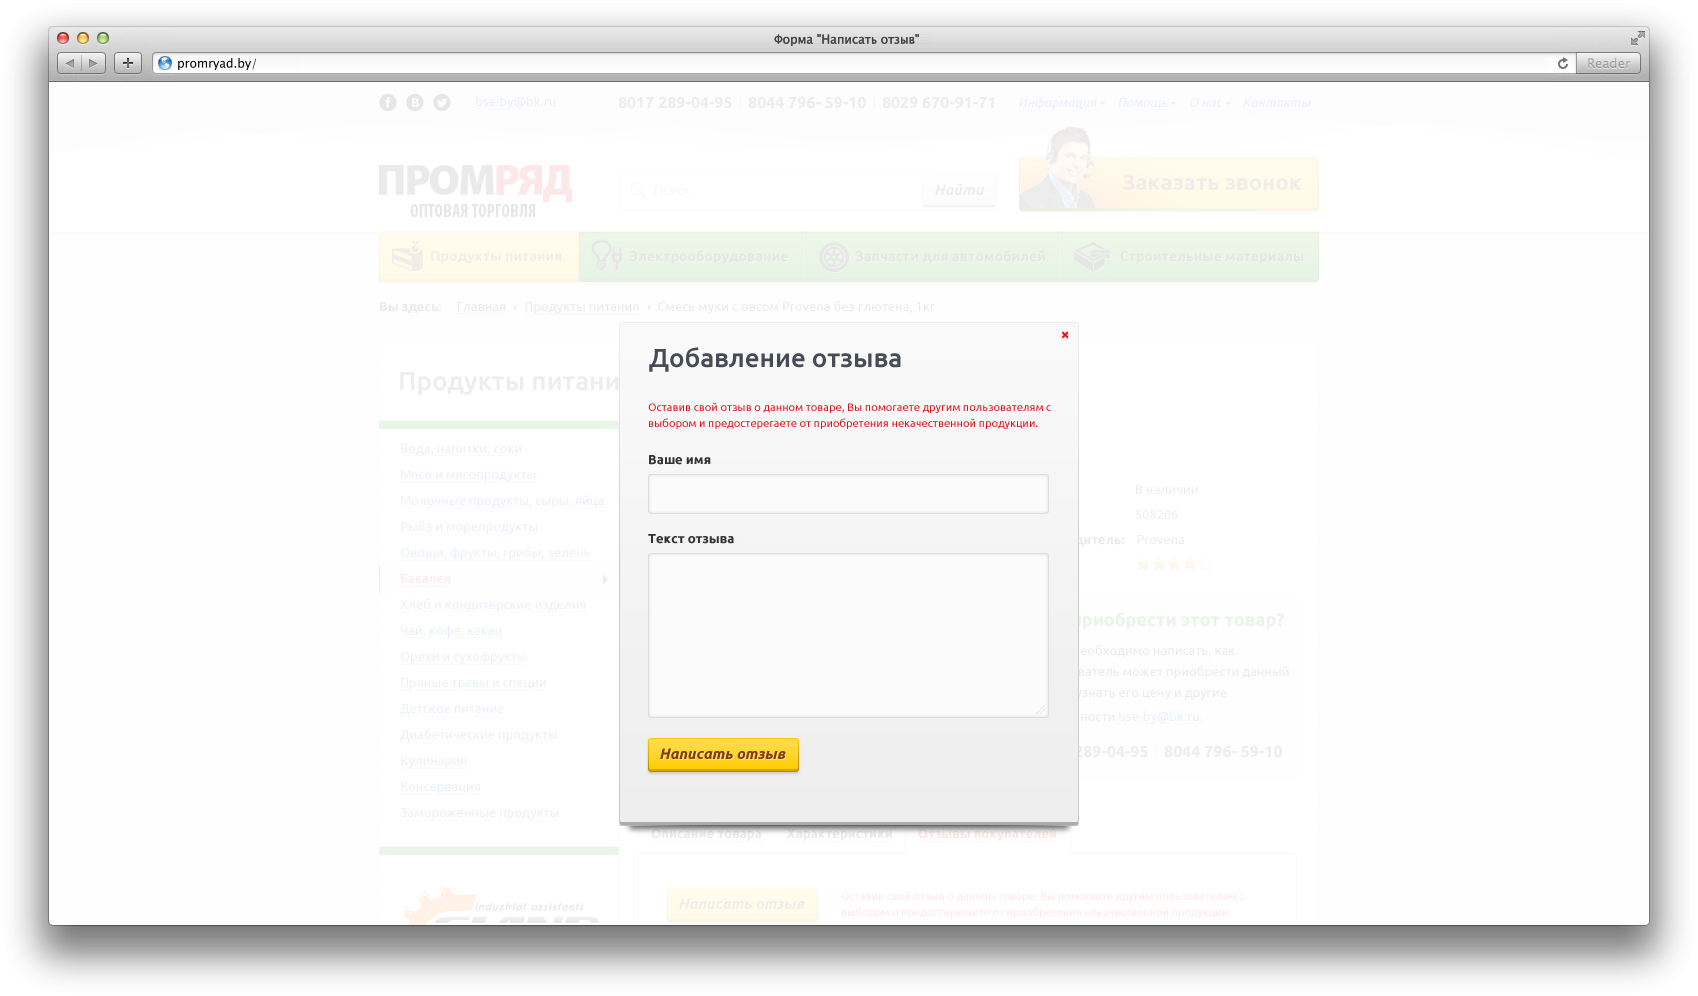 Форма "Написать отзыв"
promryad.by/
Reader
bse-by@bk.ru
8017 289-04-95 8044 796- 59-10 8029 670-91-71
Информация Помощь О нас Контакты
ПРОМРЯД
ОПТОВАЯ ТОРГОВЛЯ
Поиск
Найти
Заказать звонок
Продукты питания
Электрооборудование
Запчасти для автомобилей
Строительные материалы
Вы здесь: Главная Продукты питания Смесь муки с овсом Provena без глютена, 1кг
Продукты питани
Вода, напитки, соки
Мясо и мясопродукты
Молочные продукты, сыры, яйца
Рыба и морепродукты
Овощи, фрукты, грибы, зелень
Бакалея
Хлеб и кондитерские изделия
Чай, кофе, какао
Орехи и сухофрукты
Пряные травы и специи
Детское питание
Диабетические продукты
Кулинария
Консервация
Замороженные продукты
industrial assistants
Добавление отзыва
Оставив свой отзыв о данном товаре, Вы помогаете другим пользователям с
выбором и предостерегаете от приобретения некачественной продукции.
Ваше имя
Текст отзыва
Написать отзыв
В наличии
508206
дитель: Provena
приобрести этот товар?
еобходимо написать, как
ватель может приобрести данный
узнать его цену и другие
ности.bse-by@bk.ru.
289-04-95 8044 796- 59-10
Описание товара Характеристики Отзывы покупателей
Написать отзыв
Оставив свой отзыв о данном товаре, Вы помогаете другим пользователям с
выбором и предостерегаете от приобретения некачественной продукции.